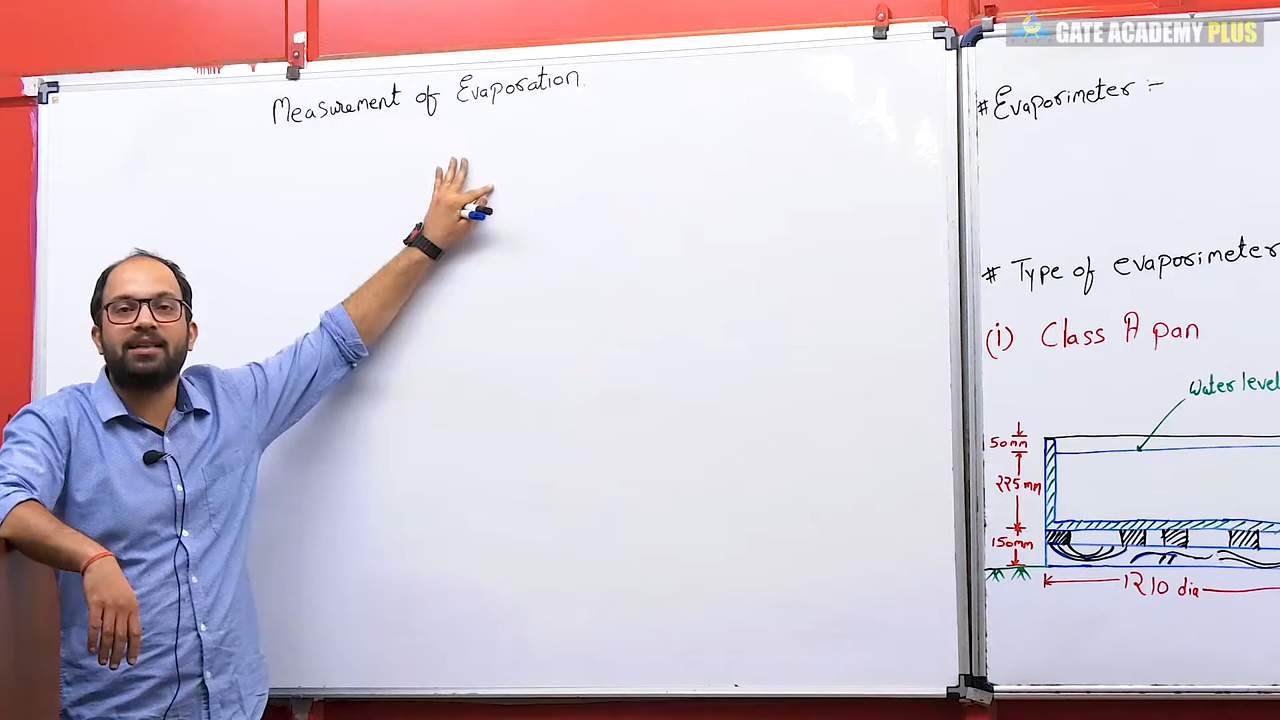 GATE ACADEMY PLUS
Measurement of Evaporation
# Evaporimeter :-
# Type of evaporimeter
(i) Class A pan
Water level
50mm
225mm
150mm
1210 dia